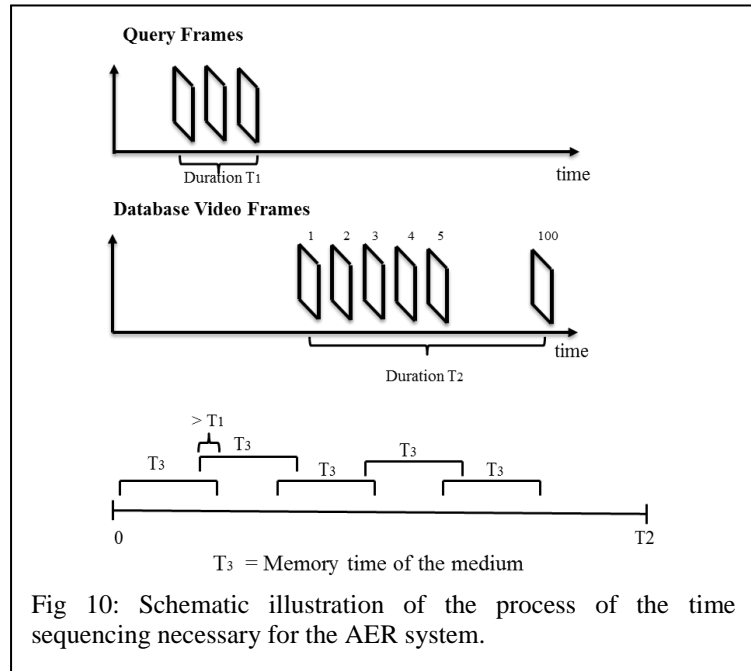 Query Frames
Duration T1
time
Database Video Frames
1 2 3 4 5 100
time
Duration T2
> T1
T3 T3
T3 T3 T3
0 T2
T3 = Memory time of the medium
Fig 10: Schematic illustration of the process of the time
sequencing necessary for the AER system.